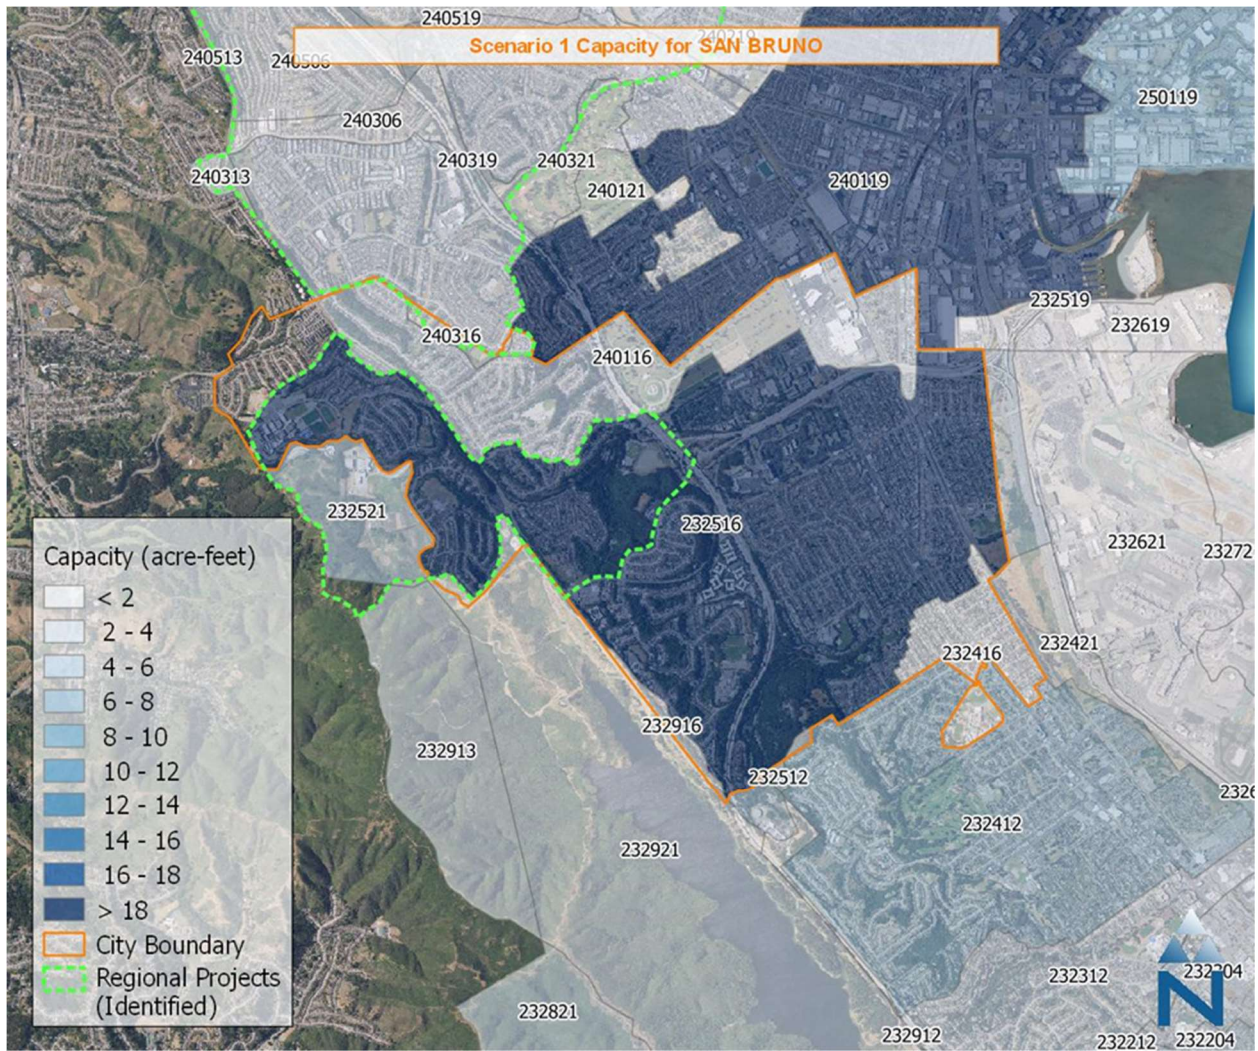 240519
240219
Scenario 1 Capacity for SAN BRUNO
240513
240506
250119
240306
240319
240321
240313
240121
240119
232519
232619
240316
240116
232521
232516
232621
23272
Capacity (acre-feet)
< 2
2 - 4
4 - 6
6 - 8
8 - 10
10 - 12
12 - 14
14 - 16
16 - 18
> 18
City Boundary
Regional Projects
(Identified)
232421
232416
232916
232913
232512
2326
232412
232921
232312
232204
N
232821
232912
232212
232204